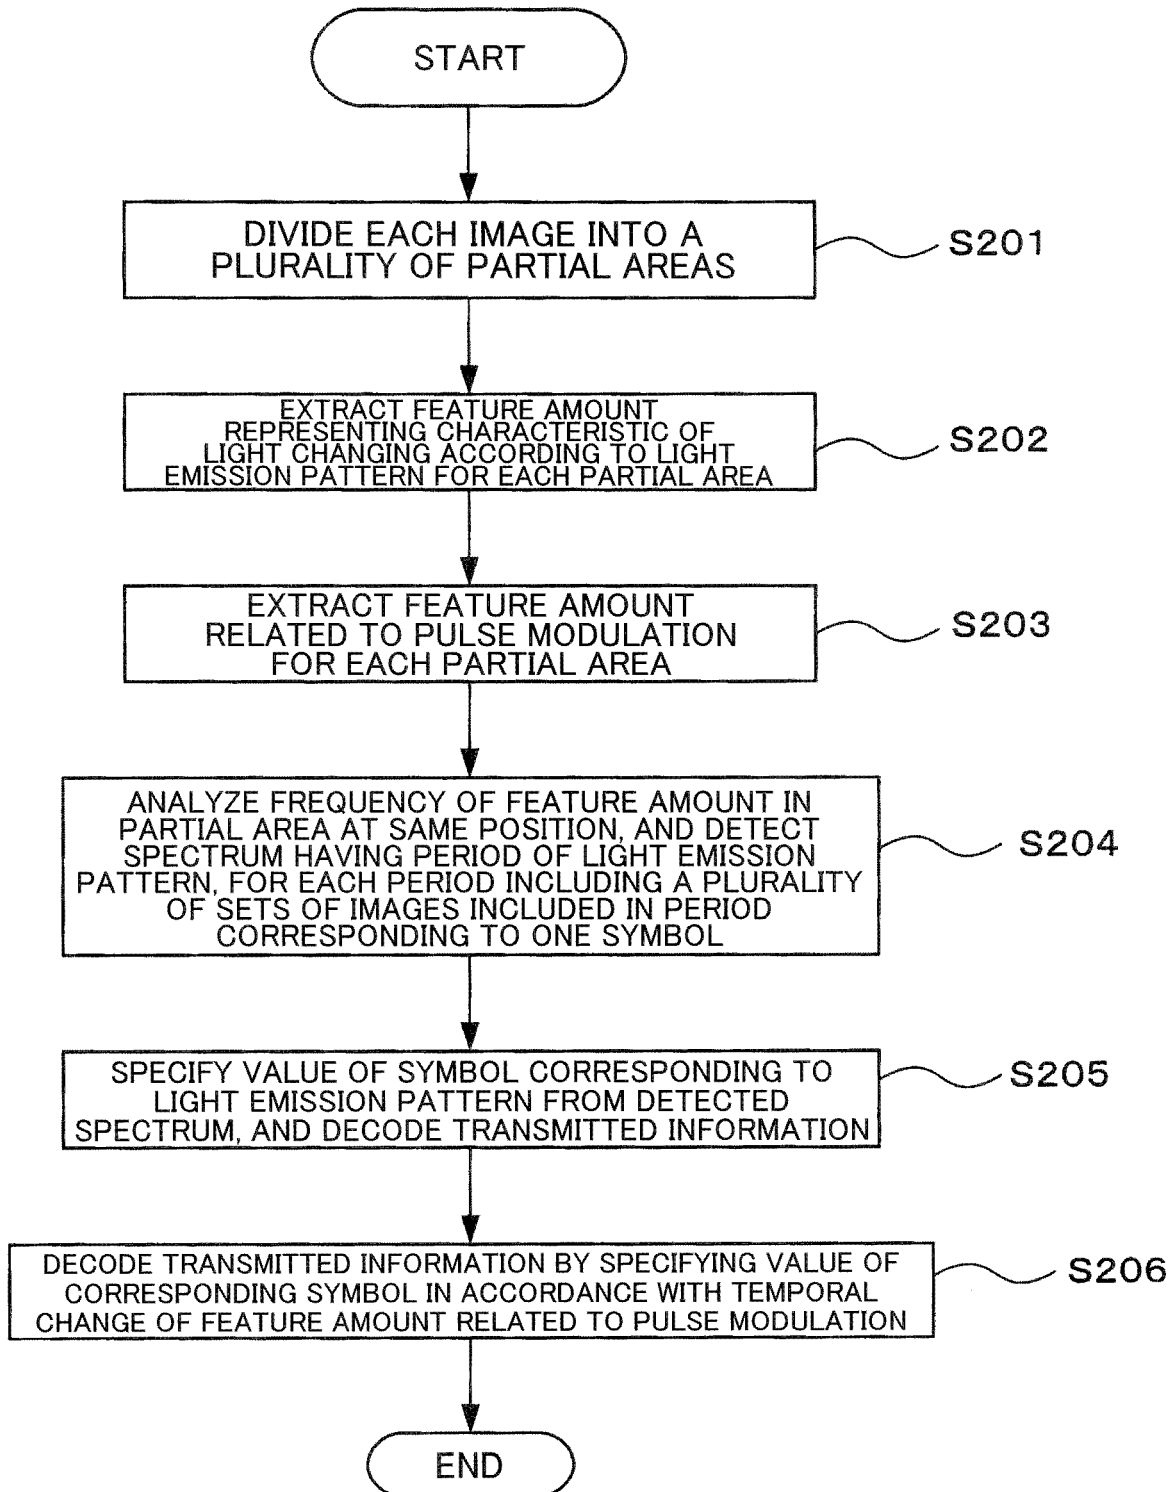 START
DIVIDE EACH IMAGE INTO A
PLURALITY OF PARTIAL AREAS
S201
EXTRACT FEATURE AMOUNT
REPRESENTING CHARACTERISTIC OF
LIGHT CHANGING ACCORDING TO LIGHT
EMISSION PATTERN FOR EACH PARTIAL AREA
S202
EXTRACT FEATURE AMOUNT
RELATED TO PULSE MODULATION
FOR EACH PARTIAL AREA
S203
ANALYZE FREQUENCY OF FEATURE AMOUNT IN
PARTIAL AREA AT SAME POSITION, AND DETECT
SPECTRUM HAVING PERIOD OF LIGHT EMISSION
PATTERN, FOR EACH PERIOD INCLUDING A PLURALITY
OF SETS OF IMAGES INCLUDED IN PERIOD
CORRESPONDING TO ONE SYMBOL
S204
SPECIFY VALUE OF SYMBOL CORRESPONDING TO
LIGHT EMISSION PATTERN FROM DETECTED
SPECTRUM, AND DECODE TRANSMITTED INFORMATION
S205
DECODE TRANSMITTED INFORMATION BY SPECIFYING VALUE OF
CORRESPONDING SYMBOL IN ACCORDANCE WITH TEMPORAL
CHANGE OF FEATURE AMOUNT RELATED TO PULSE MODULATION
S206
END